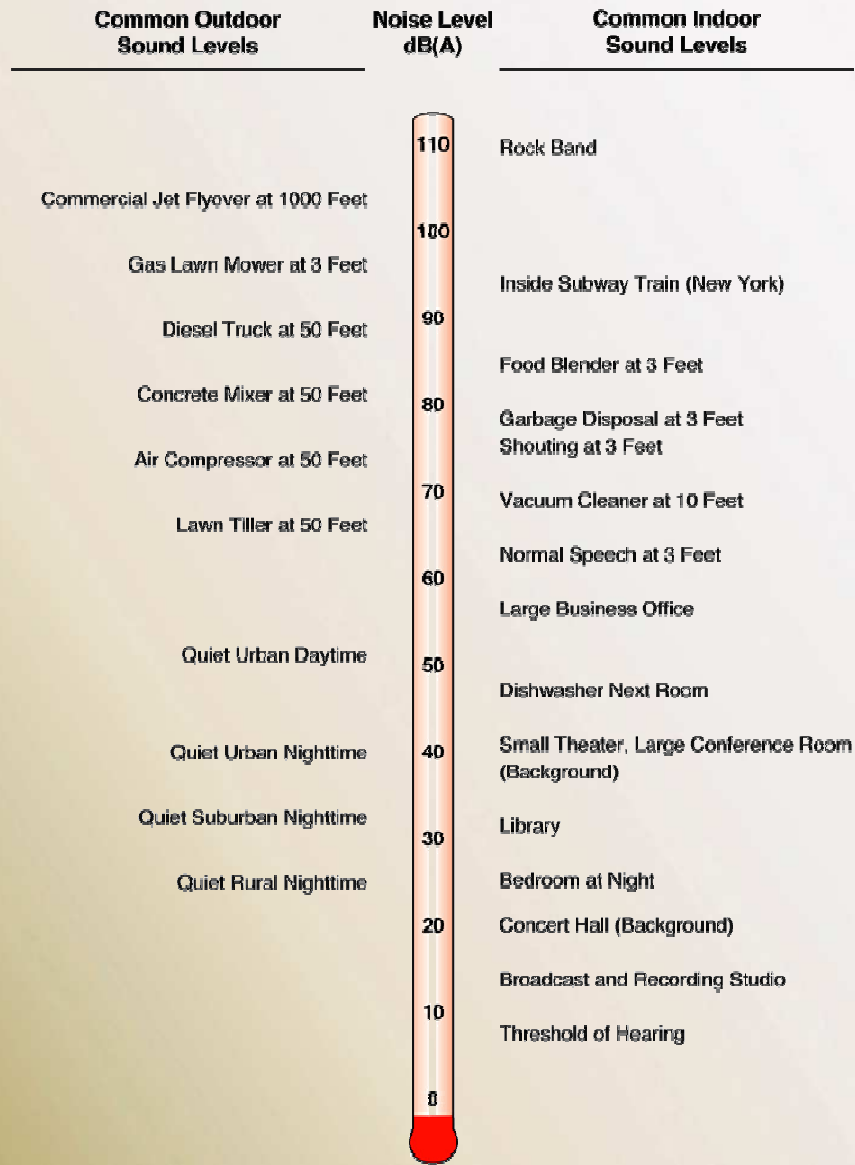 Common Outdoor
Sound Levels
Noise Level
dB(A)
Common Indoor
Sound Levels
110
Rock Band
Commercial Jet Flyover at 1000 Feet
100
Gas Lawn Mower at 3 Feet
Inside Subway Train (New York)
90
Diesel Truck at 50 Feet
Food Blender at 3 Feet
Concrete Mixer at 50 Feet
80
Garbage Disposal at 3 Feet
Shouting at 3 Feet
Air Compressor at 50 Feet
70
Vacuum Cleaner at 10 Feet
Lawn Tiller at 50 Feet
Normal Speech at 3 Feet
60
Large Business Office
Quiet Urban Daytime
50
Dishwasher Next Room
Quiet Urban Nighttime
40
Small Theater, Large Conference Room
(Background)
Quiet Suburban Nighttime
Library
30
Quiet Rural Nighttime
Bedroom at Night
20
Concert Hall (Background)
Broadcast and Recording Studio
10
Threshold of Hearing
0